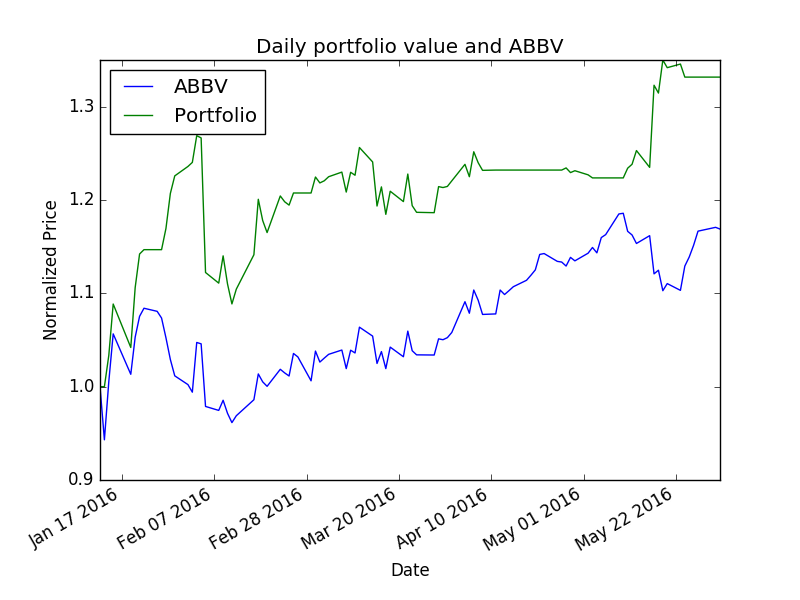 Daily portfolio value and ABBV
ABBV
Portfolio
Normalized Price
1.3
1.2
1.1
1.0
0.9
Jan 17 2016
Feb 07 2016
Feb 28 2016
Mar 20 2016
Apr 10 2016
May 01 2016
May 22 2016
Date